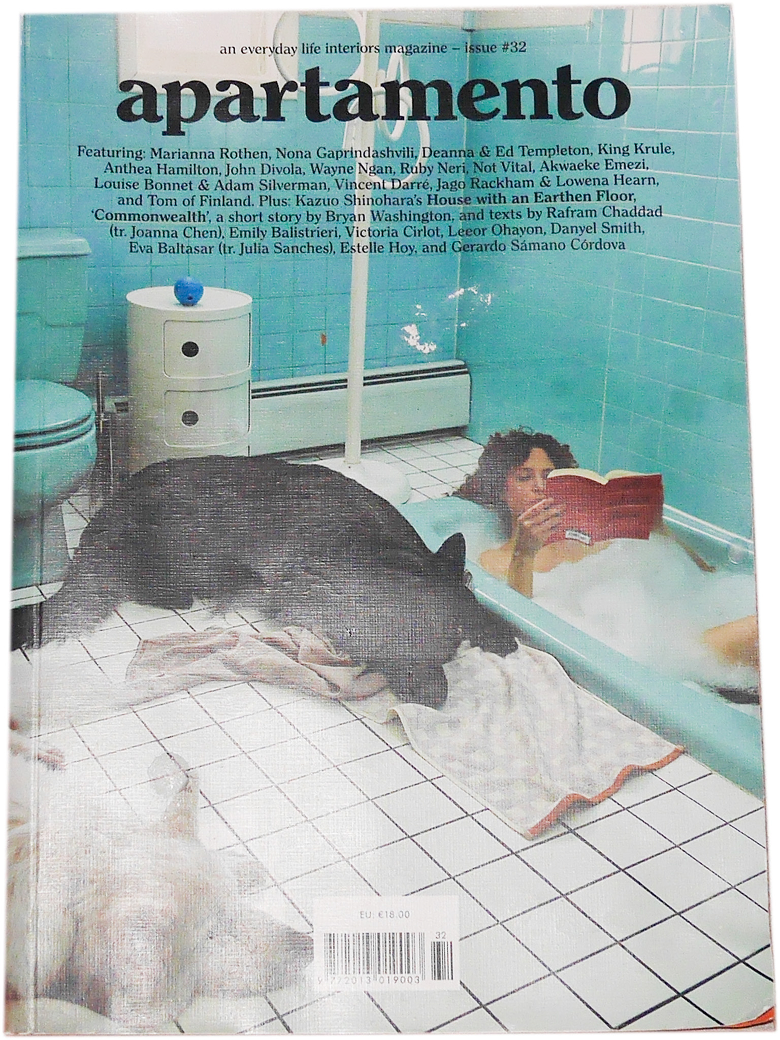 an everyday life interiors magazine – issue #32
apartamento
Featuring: Marianna Rothen, Nona Gaprindashvili, Deanna & Ed Templeton, King Krule,
Anthea Hamilton, John Divola, Wayne Ngan, Ruby Neri, Not Vital, Akwaeke Emezi,
Louise Bonnet & Adam Silverman, Vincent Darré, Jago Rackham & Lowena Hearn,
and Tom of Finland. Plus: Kazuo Shinohara's House with an Earthen Floor,
'Commonwealth', a short story by Bryan Washington, and texts by Rafram Chaddad
(tr. Joanna Chen), Emily Balistrieri, Victoria Cirlot, Leeor Ohayon, Danyel Smith,
Eva Baltasar (tr. Julia Sanches), Estelle Hoy, and Gerardo Sámano Córdova
EU: €18.00
32
9 772013 019003